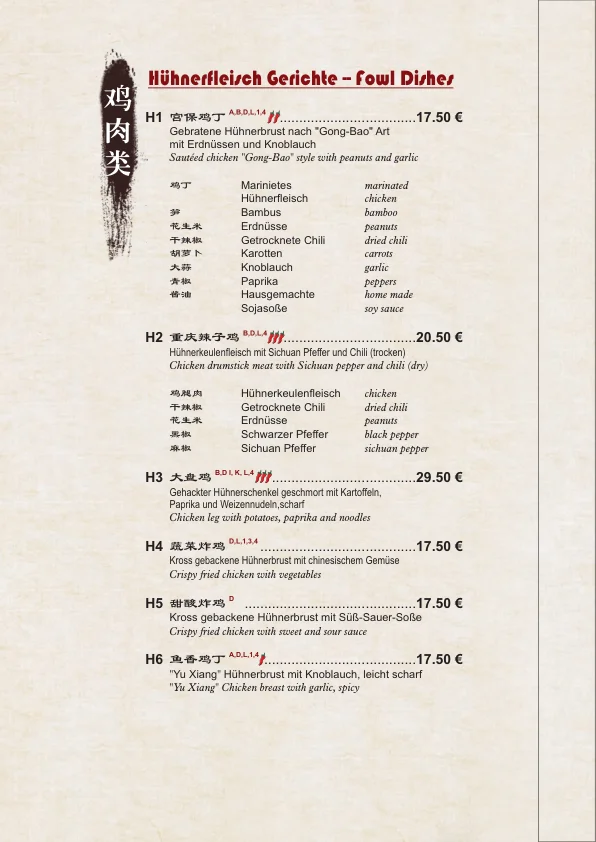 鸡肉类
Hühnerfleisch Gerichte – Fowl Dishes
H1 宫保鸡丁 A,B,D,L,1,4 ..................................17.50 €
Gebratene Hühnerbrust nach "Gong-Bao" Art
mit Erdnüssen und Knoblauch
Sautéed chicken "Gong-Bao" style with peanuts and garlic
鸡丁 Marinietes marinated
Hühnerfleisch chicken
笋 Bambus bamboo
花生米 Erdnüsse peanuts
干辣椒 Getrocknete Chili dried chili
胡萝卜 Karotten carrots
大蒜 Knoblauch garlic
青椒 Paprika peppers
酱油 Hausgemachte home made
Sojasoße soy sauce
H2 重庆辣子鸡 B,D,L,4 ..................................20.50 €
Hühnerkeulenfleisch mit Sichuan Pfeffer und Chili (trocken)
Chicken drumstick meat with Sichuan pepper and chili (dry)
鸡腿肉 Hühnerkeulenfleisch chicken
干辣椒 Getrocknete Chili dried chili
花生米 Erdnüsse peanuts
黑椒 Schwarzer Pfeffer black pepper
麻椒 Sichuan Pfeffer sichuan pepper
H3 大盘鸡 B,D I, K, L,4 .....................................29.50 €
Gehackter Hühnerschenkel geschmort mit Kartoffeln,
Paprika und Weizennudeln,scharf
Chicken leg with potatoes, paprika and noodles
H4 蔬菜炸鸡 D,L,1,3,4 ........................................17.50 €
Kross gebackene Hühnerbrust mit chinesischem Gemüse
Crispy fried chicken with vegetables
H5 甜酸炸鸡 D ............................................17.50 €
Kross gebackene Hühnerbrust mit Süß-Sauer-Soße
Crispy fried chicken with sweet and sour sauce
H6 鱼香鸡丁 A,D,L,1,4 .......................................17.50 €
"Yu Xiang" Hühnerbrust mit Knoblauch, leicht scharf
"Yu Xiang" Chicken breast with garlic, spicy